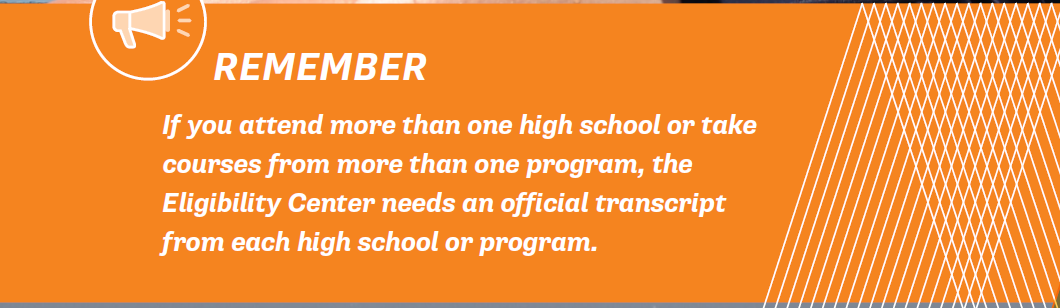 REMEMBER
If you attend more than one high school or take
courses from more than one program, the
Eligibility Center needs an official transcript
from each high school or program.